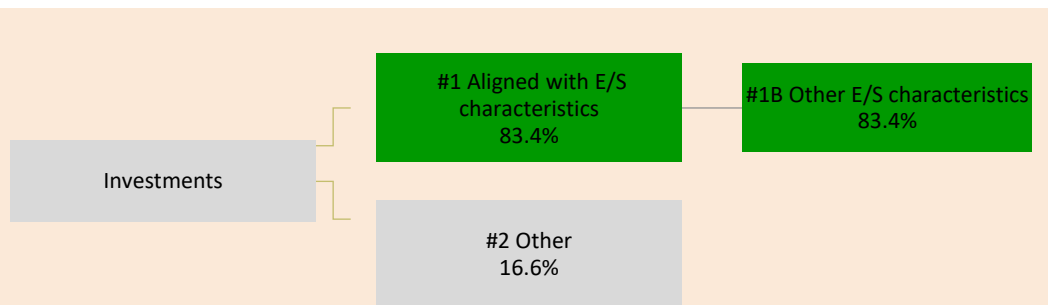 Investments
#1 Aligned with E/S
characteristics
83.4%
#1B Other E/S characteristics
83.4%
#2 Other
16.6%